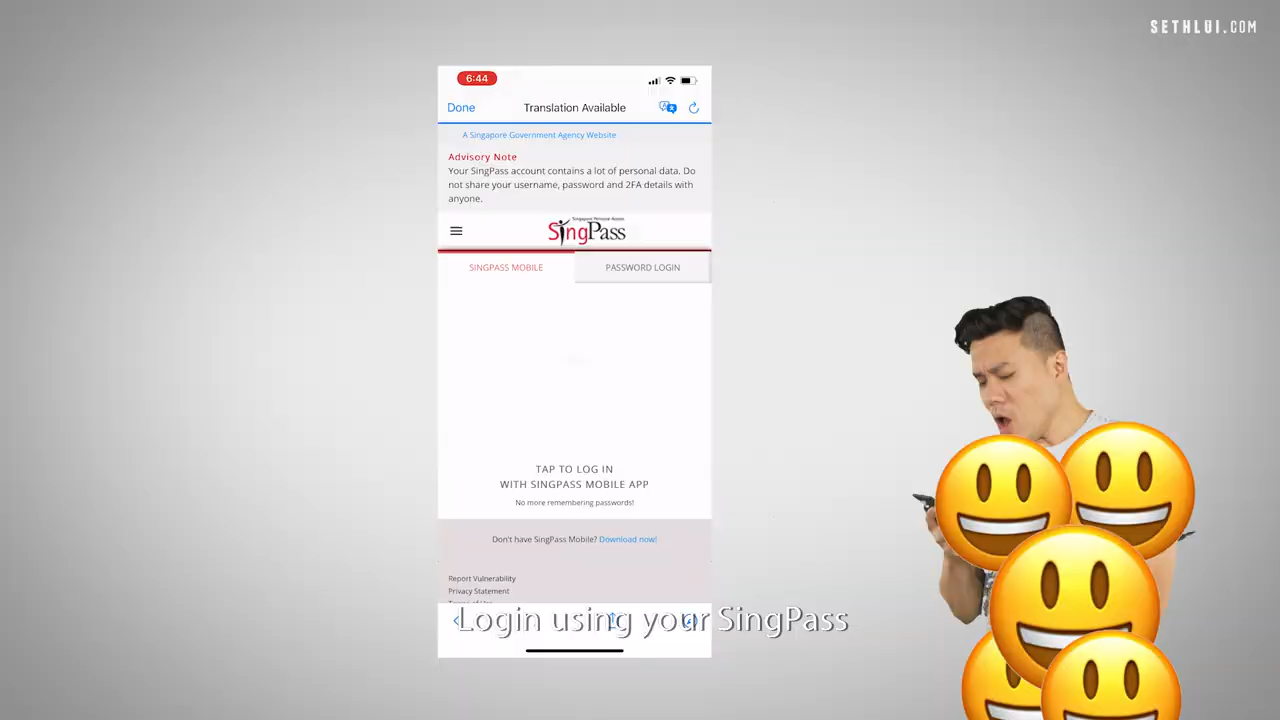 SETHLUI.COM
6:44
Done
Translation Available
A Singapore Government Agency Website
Advisory Note
Your SingPass account contains a lot of personal data. Do
not share your username, password and 2FA details with
anyone.
Singapore Personal Access
SingPass
SINGPASS MOBILE
PASSWORD LOGIN
TAP TO LOG IN
WITH SINGPASS MOBILE APP
No more remembering passwords!
Don't have SingPass Mobile? Download now!
Report Vulnerability
Privacy Statement
Login using your SingPass